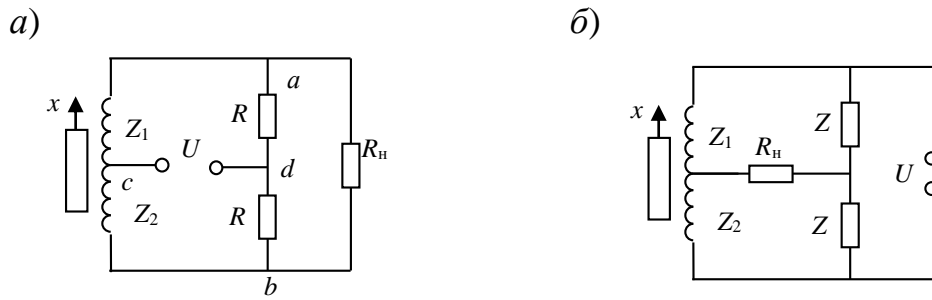 а) б)
a
x x
R Z
Z₁ U Z₁ Rн
d Rн
c U
Z₂ R Z₂ Z
b